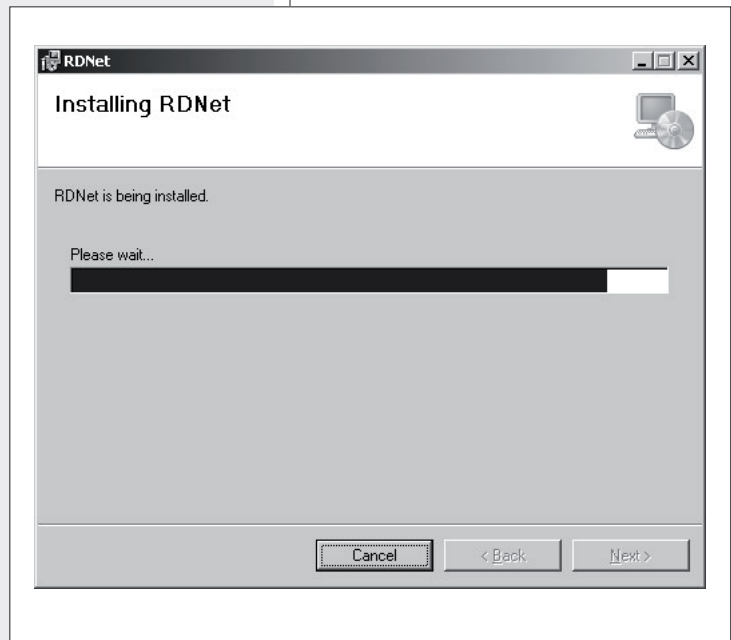 RDNet
Installing RDNet
RDNet is being installed.
Please wait...
Cancel
< Back
Next >